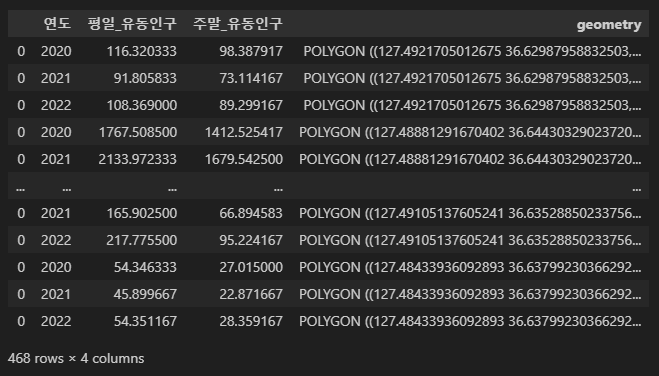 연도 평일_유동인구 주말_유동인구 geometry
0 2020 116.320333 98.387917 POLYGON ((127.4921705012675 36.62987958832503,...
0 2021 91.805833 73.114167 POLYGON ((127.4921705012675 36.62987958832503,...
0 2022 108.369000 89.299167 POLYGON ((127.4921705012675 36.62987958832503,...
0 2020 1767.508500 1412.525417 POLYGON ((127.48881291670402 36.64430329023720...
0 2021 2133.972333 1679.542500 POLYGON ((127.48881291670402 36.64430329023720...
... ... ... ... ...
0 2021 165.902500 66.894583 POLYGON ((127.49105137605241 36.63528850233756...
0 2022 217.775500 95.224167 POLYGON ((127.49105137605241 36.63528850233756...
0 2020 54.346333 27.015000 POLYGON ((127.48433936092893 36.63799230366292...
0 2021 45.899667 22.871667 POLYGON ((127.48433936092893 36.63799230366292...
0 2022 54.351167 28.359167 POLYGON ((127.48433936092893 36.63799230366292...
468 rows × 4 columns